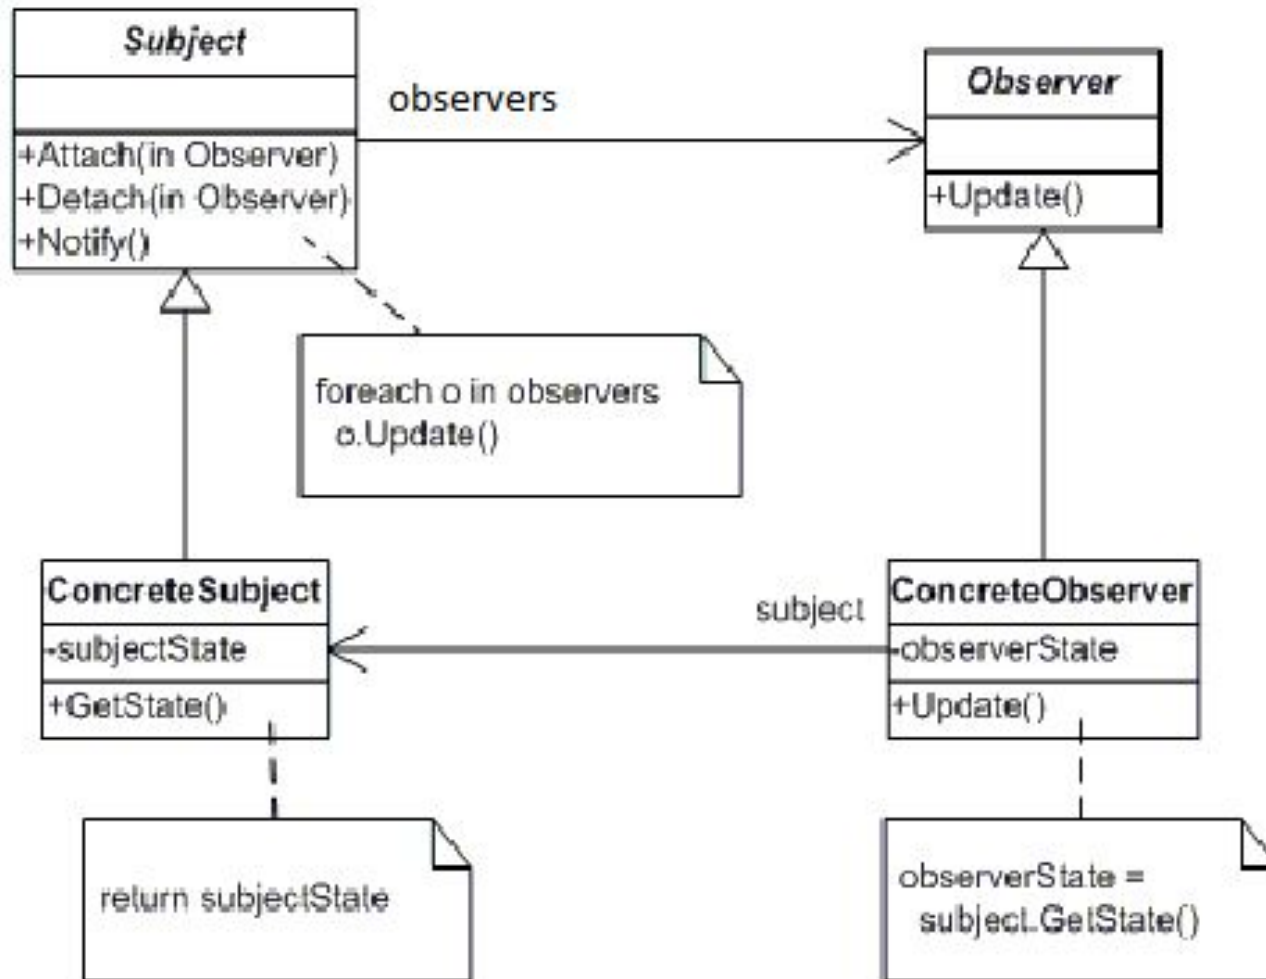 Subject
+Attach(in Observer)
+Detach(in Observer)
+Notify()
observers
Observer
+Update()
foreach o in observers
o.Update()
ConcreteSubject
-subjectState
+GetState()
subject
ConcreteObserver
-observerState
+Update()
return subjectState
observerState =
subject.GetState()